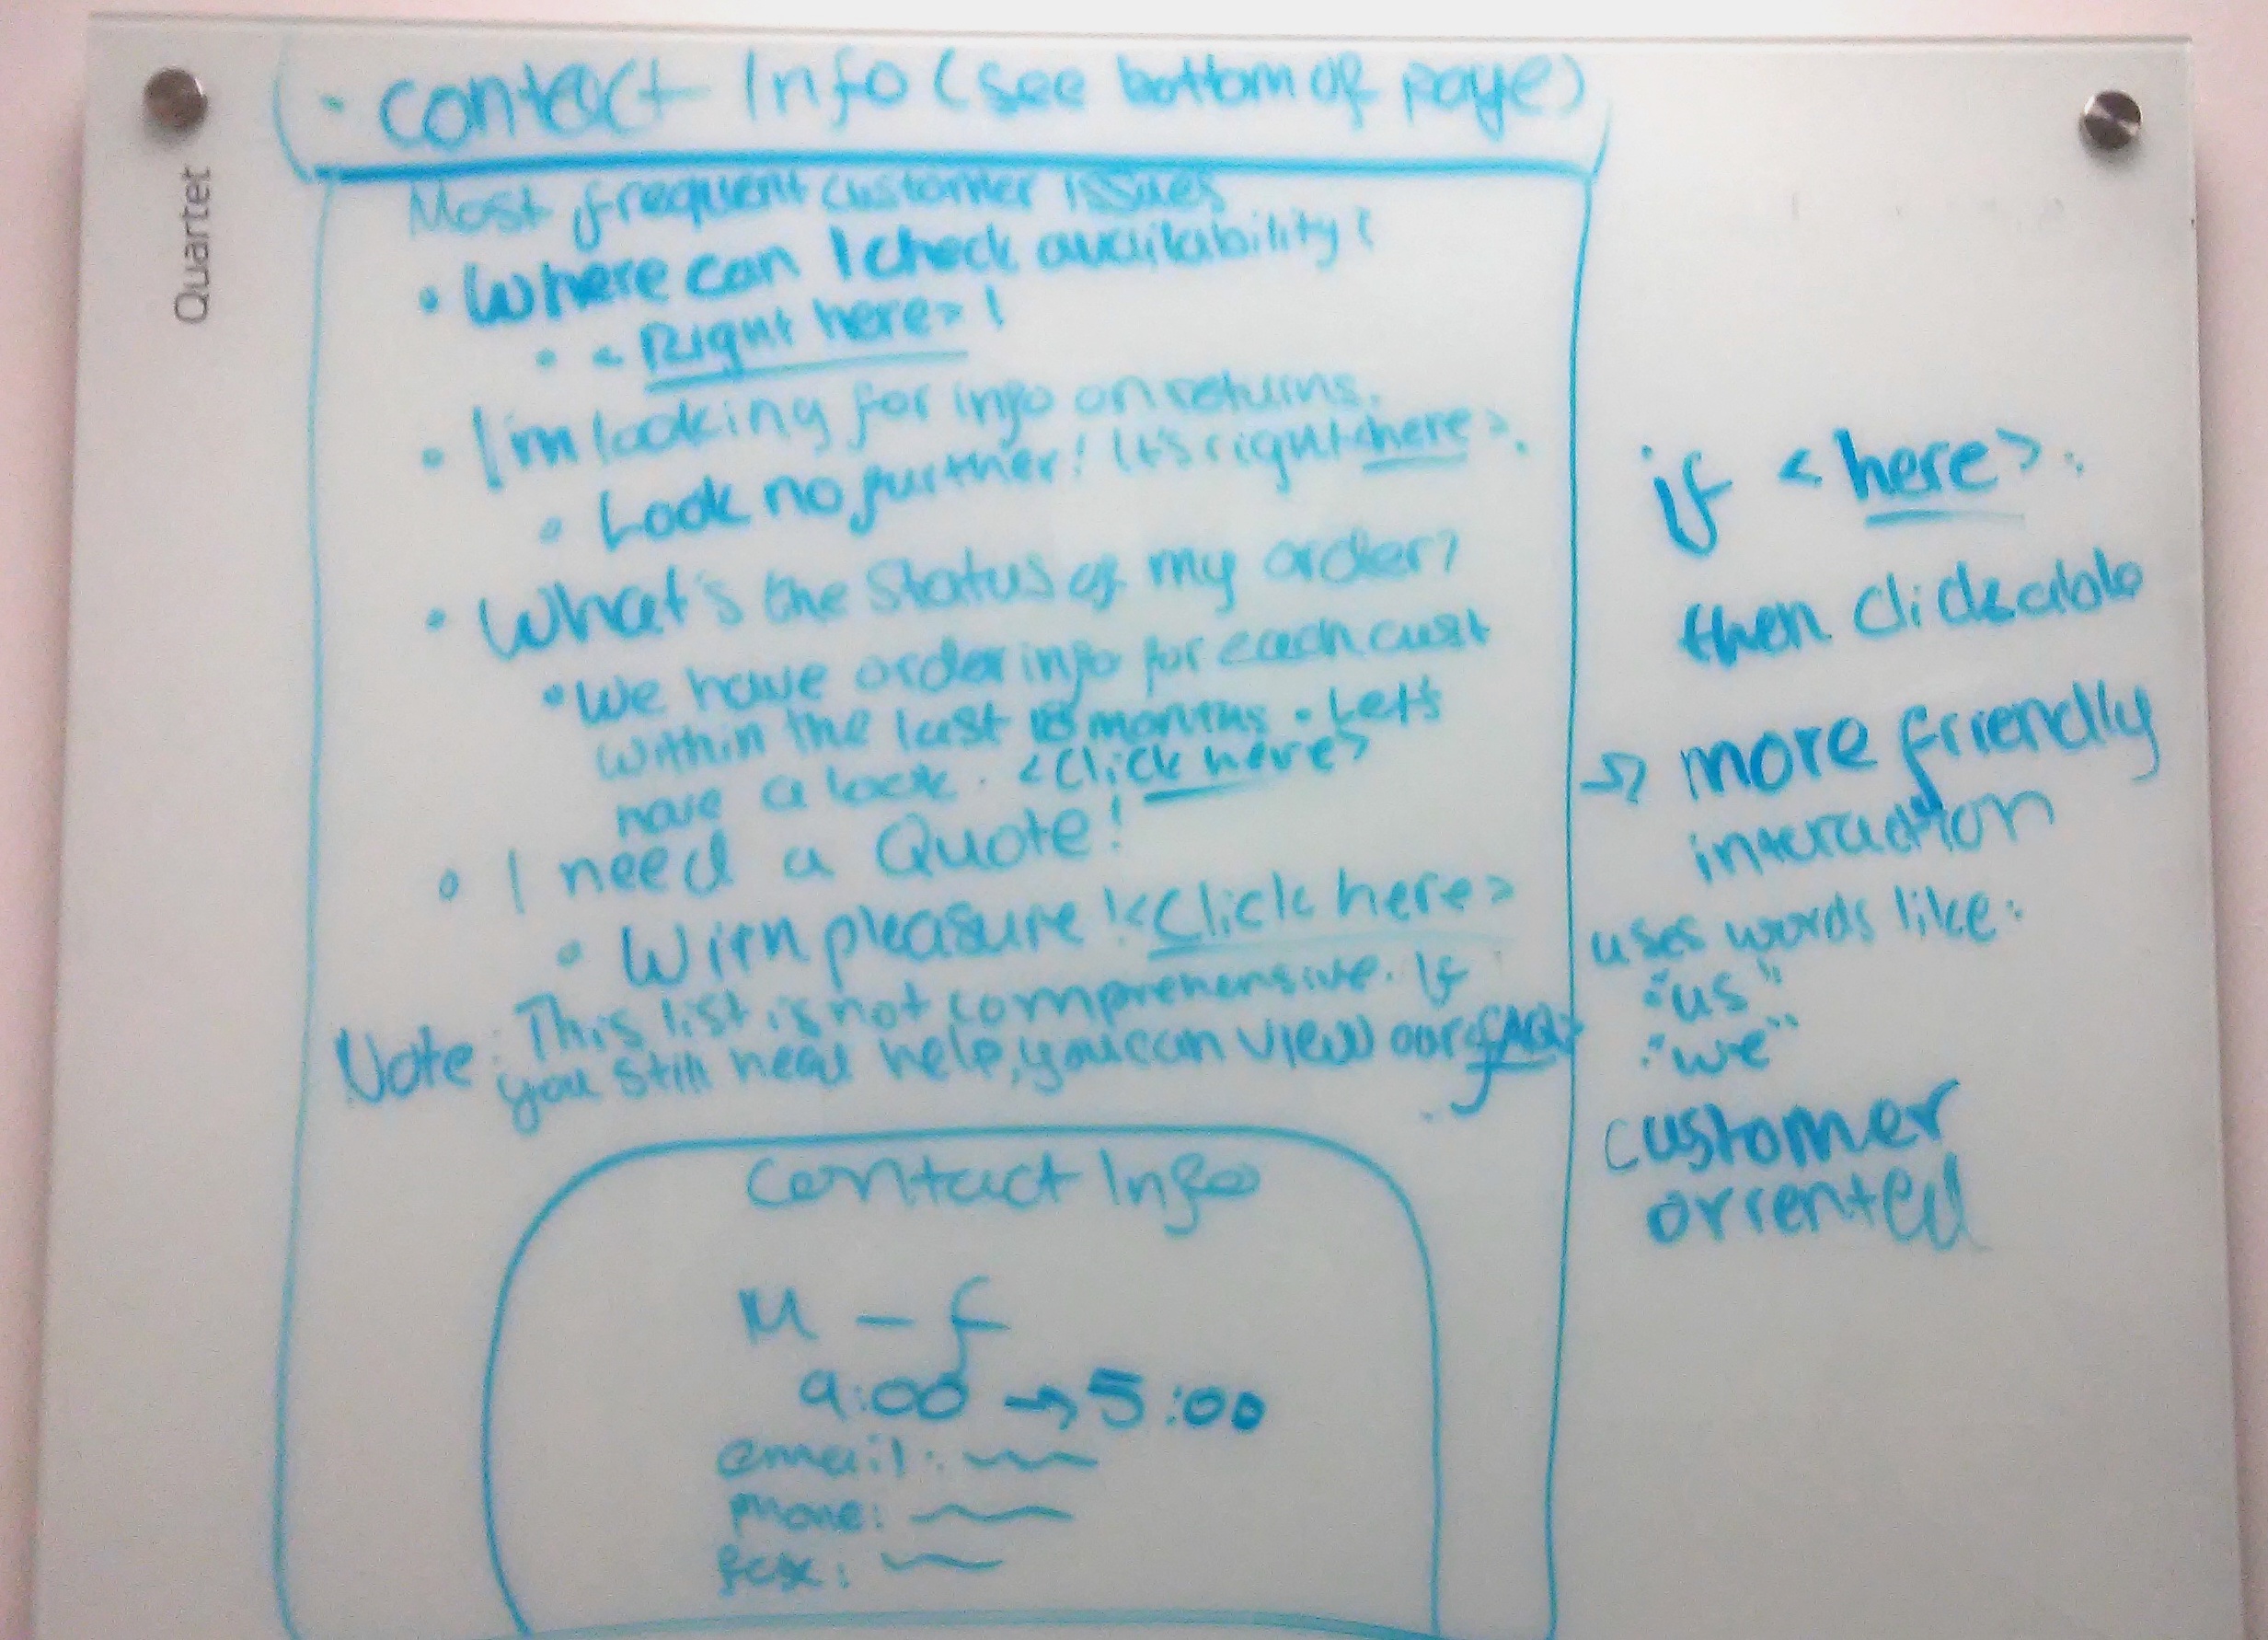 Quartet
• Contact Info (see bottom of page)
Most frequent customer issues
• Where can I check availability?
• <Right here>!
• I'm looking for info on returns.
• Look no further! It's right <here>.
• What's the status of my order?
• We have order info for each cust
within the last 18 months. Let's
have a look. <Click here>
• I need a Quote!
• With pleasure! <Click here>
Note: This list is not comprehensive. If
you still need help, you can view our <FAQ>
.
Contact Info
M - F
9:00 → 5:00
email:
phone:
fax:
if <here>.
then clickable
→ more friendly
interaction
uses words like:
"us"
"we"
customer
oriented